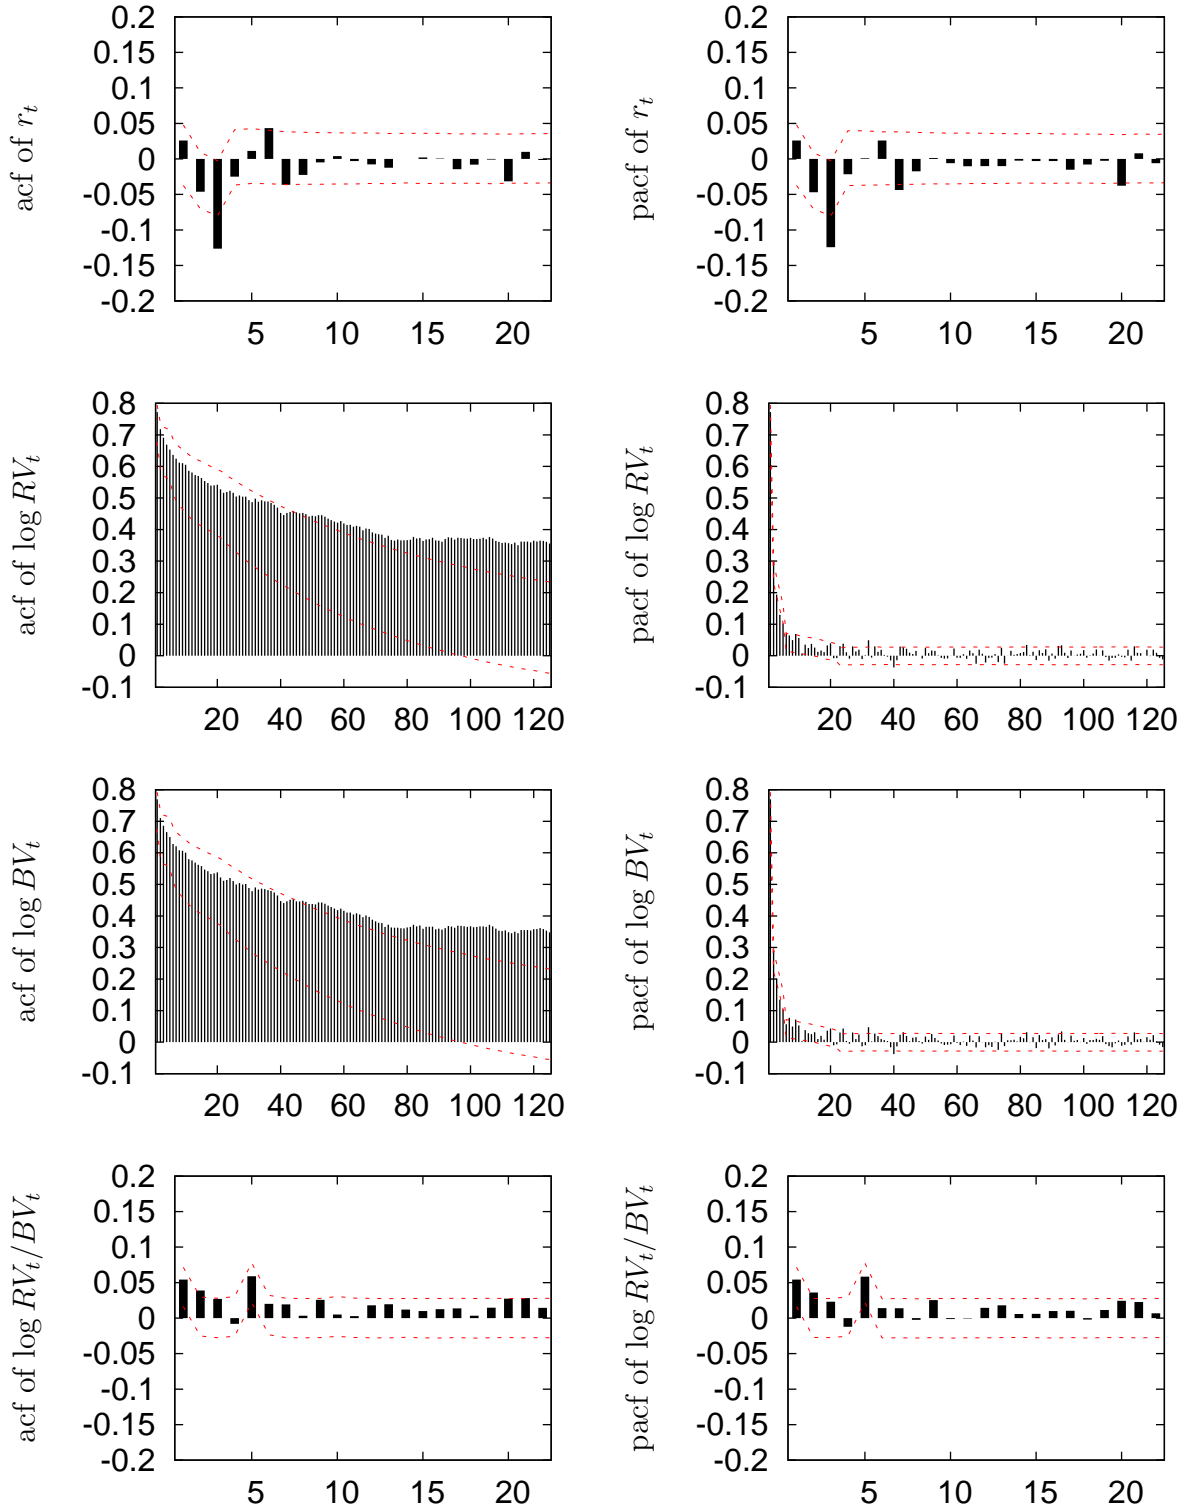 0.2 0.15 0.1 0.05 0 -0.05 -0.1 -0.15 -0.2
acf of r_t
5 10 15 20
0.2 0.15 0.1 0.05 0 -0.05 -0.1 -0.15 -0.2
pacf of r_t
5 10 15 20
0.8 0.7 0.6 0.5 0.4 0.3 0.2 0.1 0 -0.1
acf of log RV_t
20 40 60 80 100 120
0.8 0.7 0.6 0.5 0.4 0.3 0.2 0.1 0 -0.1
pacf of log RV_t
20 40 60 80 100 120
0.8 0.7 0.6 0.5 0.4 0.3 0.2 0.1 0 -0.1
acf of log BV_t
20 40 60 80 100 120
0.8 0.7 0.6 0.5 0.4 0.3 0.2 0.1 0 -0.1
pacf of log BV_t
20 40 60 80 100 120
0.2 0.15 0.1 0.05 0 -0.05 -0.1 -0.15 -0.2
acf of log RV_t/BV_t
5 10 15 20
0.2 0.15 0.1 0.05 0 -0.05 -0.1 -0.15 -0.2
pacf of log RV_t/BV_t
5 10 15 20